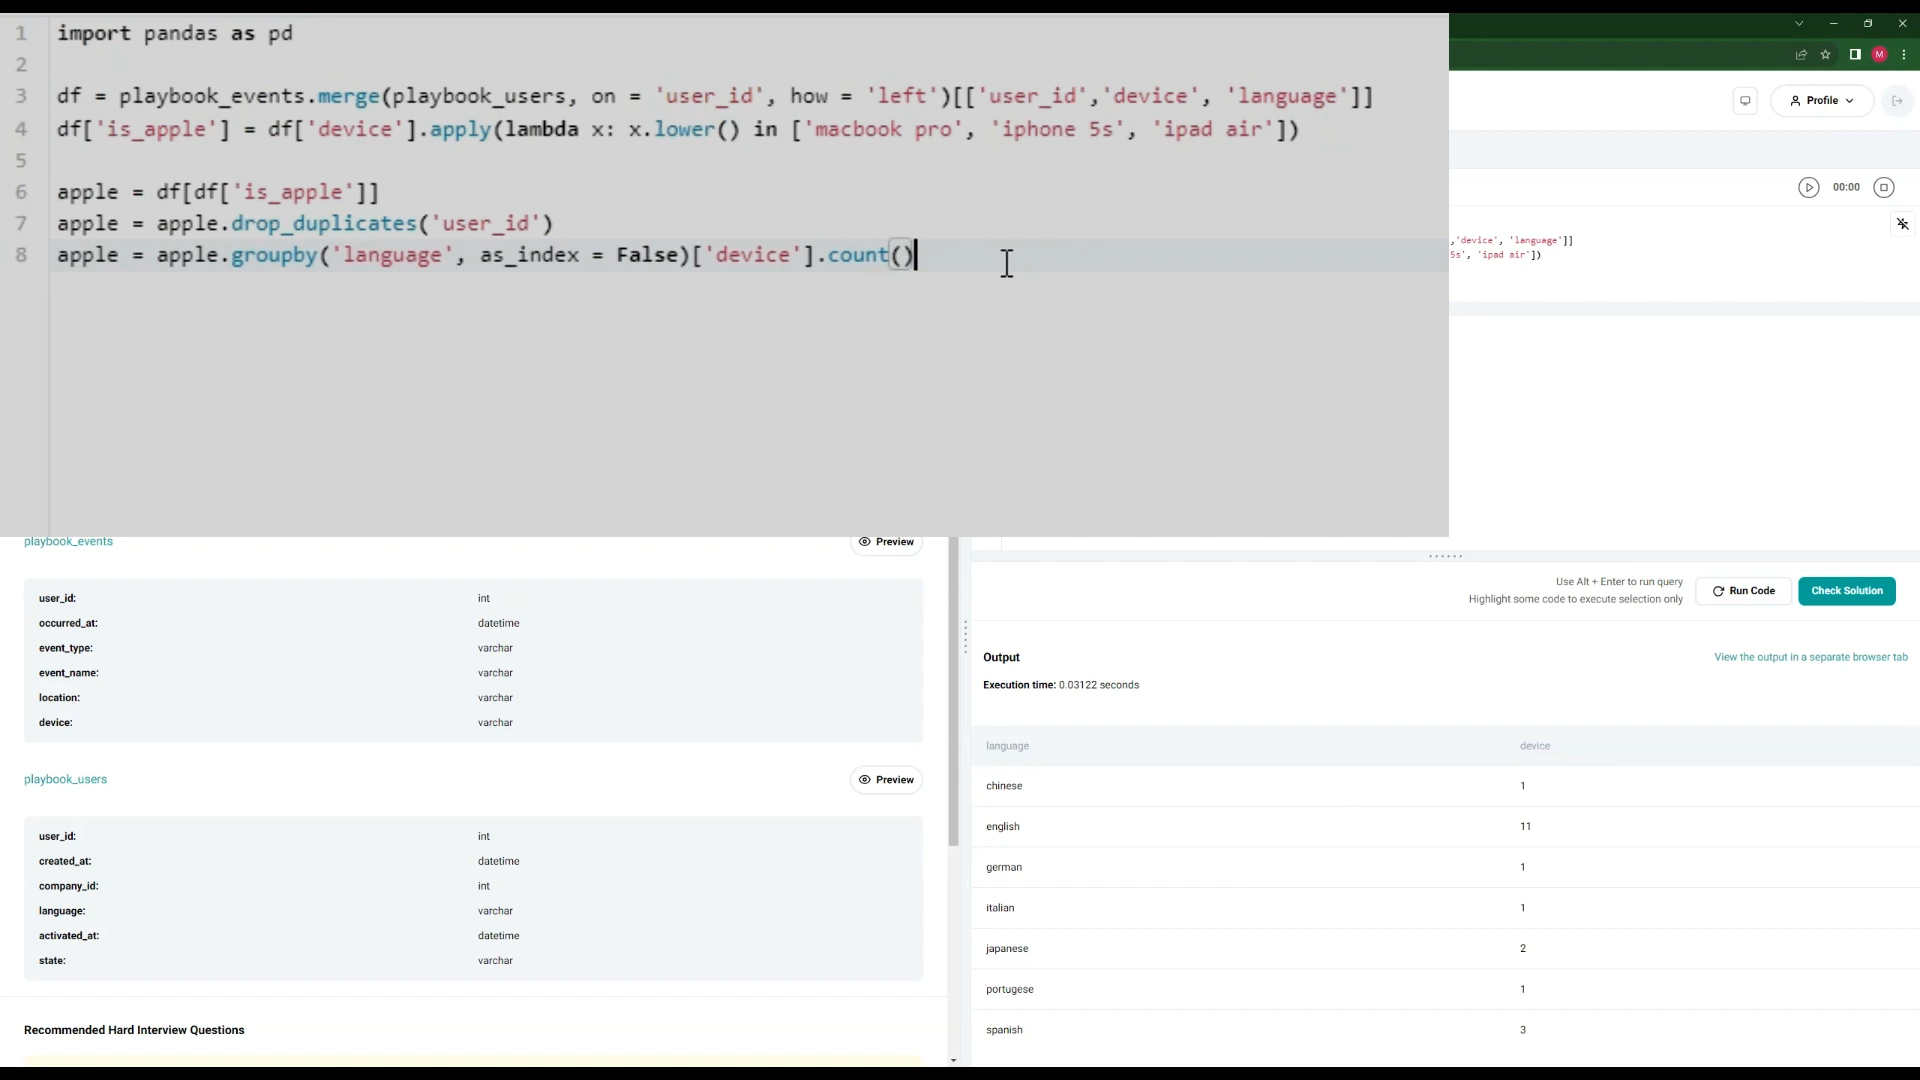 1 import pandas as pd
2
3 df = playbook_events.merge(playbook_users, on = 'user_id', how = 'left')[['user_id','device', 'language']]
4 df['is_apple'] = df['device'].apply(lambda x: x.lower() in ['macbook pro', 'iphone 5s', 'ipad air'])
5
6 apple = df[df['is_apple']]
7 apple = apple.drop_duplicates('user_id')
8 apple = apple.groupby('language', as_index = False)['device'].count()
M
Profile
00:00
,'device', 'language']]
5s', 'ipad air'])
playbook_events
Preview
user_id: int
occurred_at: datetime
event_type: varchar
event_name: varchar
location: varchar
device: varchar
playbook_users
Preview
user_id: int
created_at: datetime
company_id: int
language: varchar
activated_at: datetime
state: varchar
Recommended Hard Interview Questions
Use Alt + Enter to run query
Highlight some code to execute selection only
Run Code
Check Solution
Output
View the output in a separate browser tab
Execution time: 0.03122 seconds
language device
chinese 1
english 11
german 1
italian 1
japanese 2
portugese 1
spanish 3